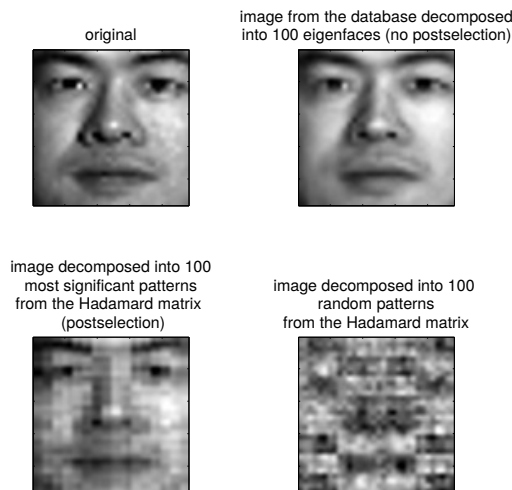 original
image from the database decomposed
into 100 eigenfaces (no postselection)
image decomposed into 100
most significant patterns
from the Hadamard matrix
(postselection)
image decomposed into 100
random patterns
from the Hadamard matrix